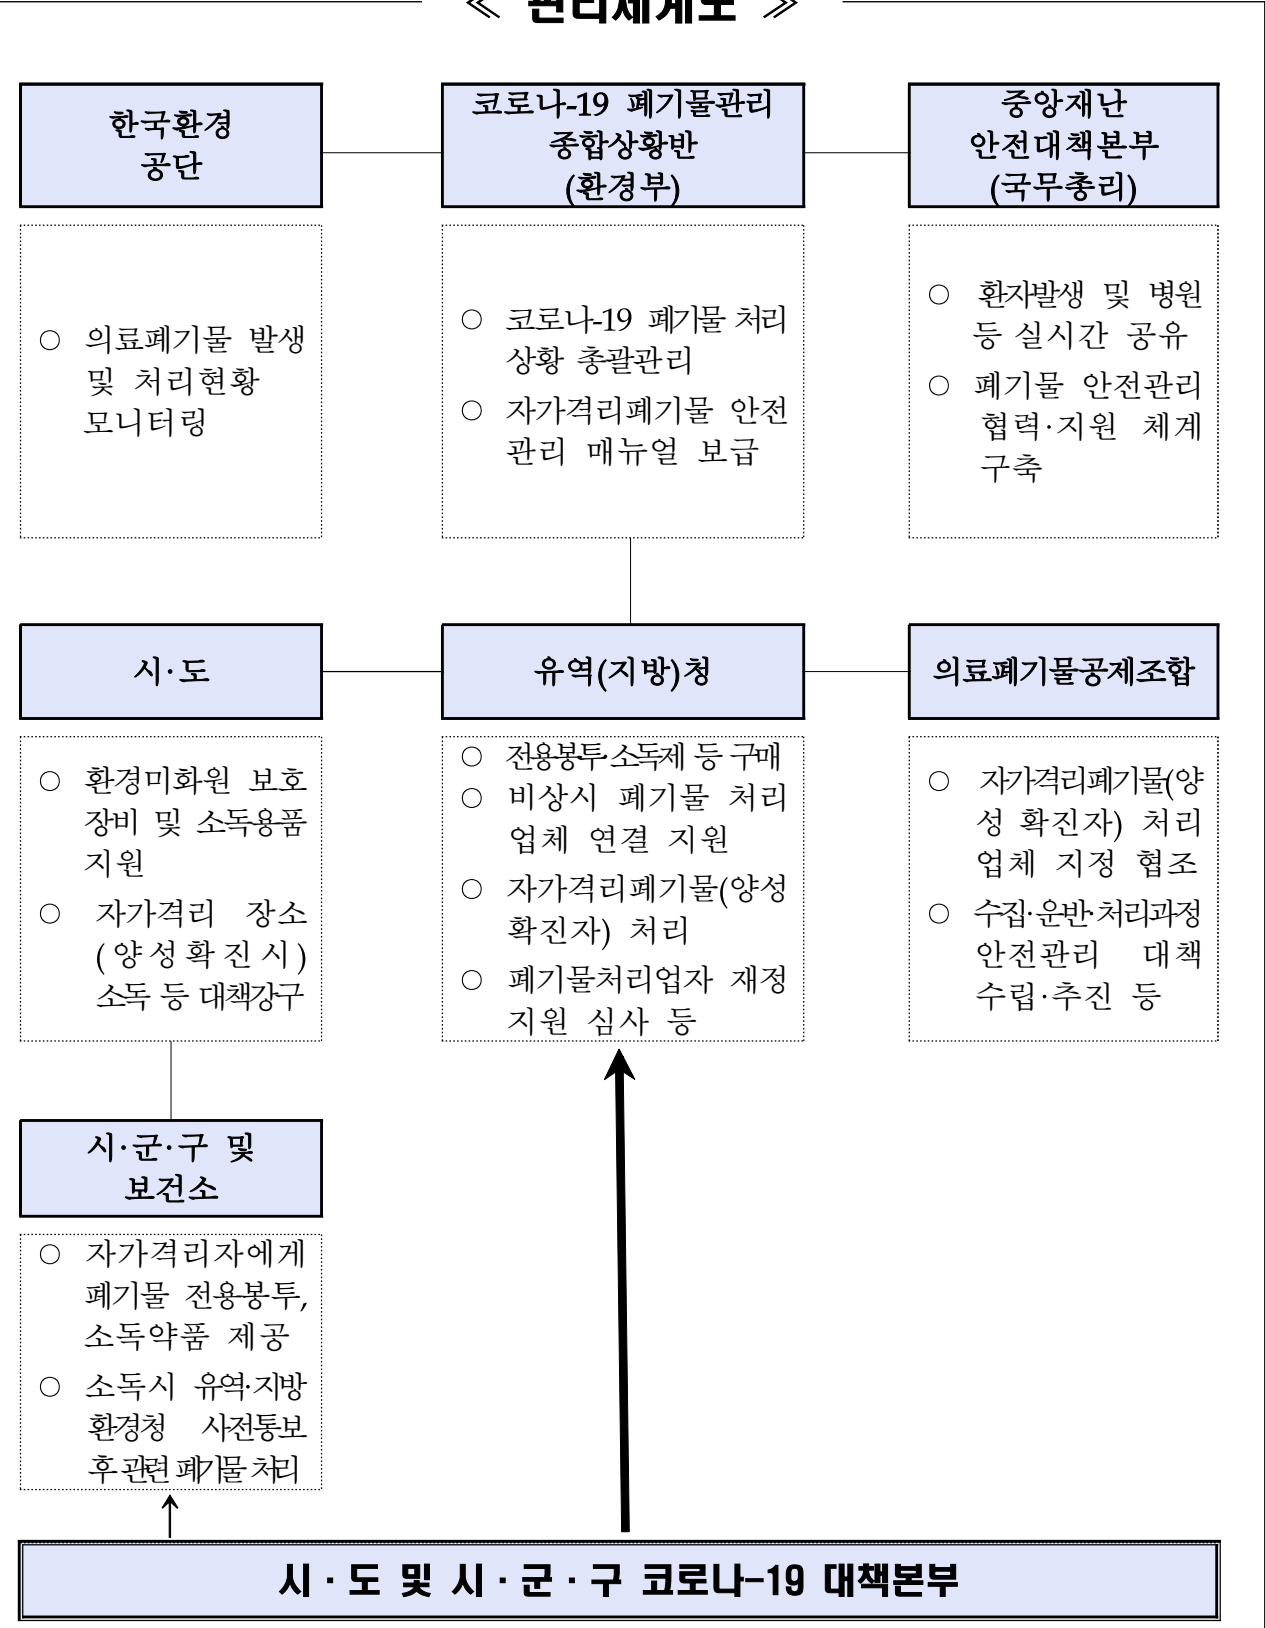 ≪ 관리체계도 ≫
한국환경
공단
코로나-19 폐기물관리
종합상황반
(환경부)
중앙재난
안전대책본부
(국무총리)
○ 의료폐기물 발생
및 처리현황
모니터링
○ 코로나-19 폐기물 처리
상황 총괄관리
○ 자가격리폐기물 안전
관리 매뉴얼 보급
○ 환자발생 및 병원
등 실시간 공유
○ 폐기물 안전관리
협력·지원 체계
구축
시·도
유역(지방)청
의료폐기물공제조합
○ 환경미화원 보호
장비 및 소독용품
지원
○ 자가격리 장소
(양성확진시)
소독 등 대책강구
○ 전용봉투·소독제 등 구매
○ 비상시 폐기물 처리
업체 연결 지원
○ 자가격리폐기물(양성
확진자) 처리
○ 폐기물처리업자 재정
지원 심사 등
○ 자가격리폐기물(양
성 확진자) 처리
업체 지정 협조
○ 수집·운반·처리과정
안전관리 대책
수립·추진 등
시·군·구 및
보건소
○ 자가격리자에게
폐기물 전용봉투,
소독약품 제공
○ 소독시 유역·지방
환경청 사전통보
후 관련 폐기물 처리
시·도 및 시·군·구 코로나-19 대책본부